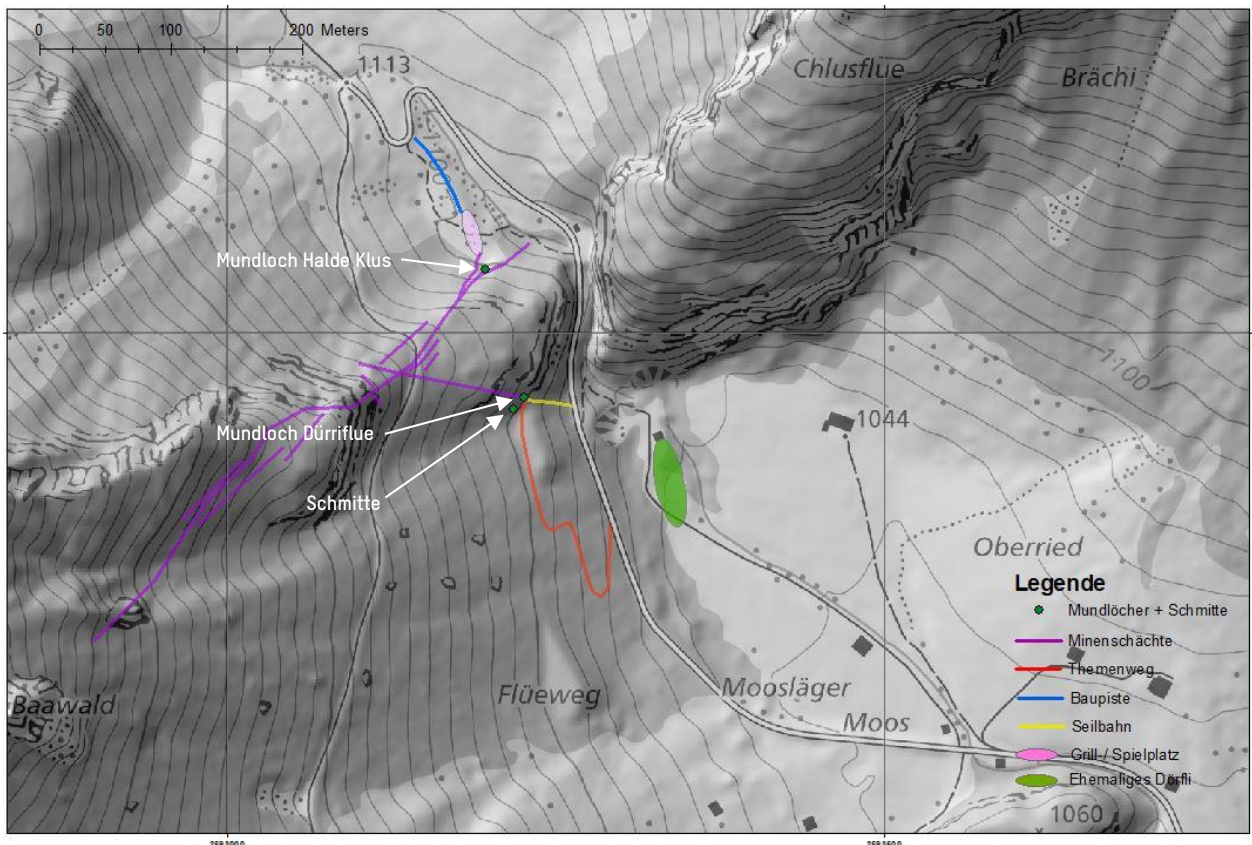 0 50 100 200 Meters
1113
Chlusflue
Brächi
1100
Mundloch Halde Klus
1100
1044
Mundloch Dürriflue
Schmitte
Oberried
Legende
Mundlöcher + Schmitte
Minenschächte
Themenweg
Baupiste
Seilbahn
Grill-/ Spielplatz
Ehemaliges Dörfli
Flüeweg
Moosläger
Moos
Baawald
1060